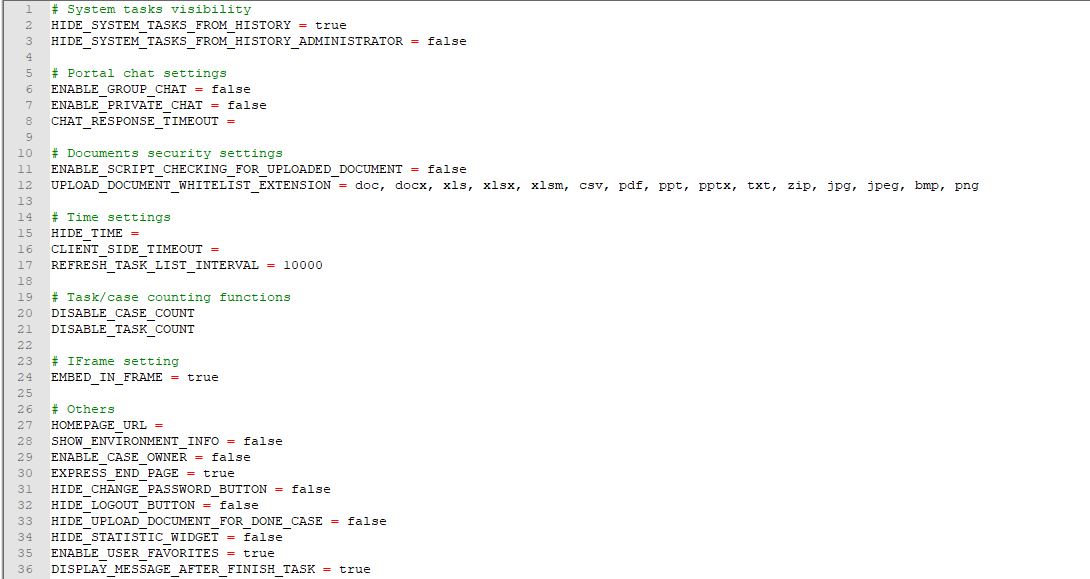 1 # System tasks visibility
2 HIDE_SYSTEM_TASKS_FROM_HISTORY = true
3 HIDE_SYSTEM_TASKS_FROM_HISTORY_ADMINISTRATOR = false
4
5 # Portal chat settings
6 ENABLE_GROUP_CHAT = false
7 ENABLE_PRIVATE_CHAT = false
8 CHAT_RESPONSE_TIMEOUT =
9
10 # Documents security settings
11 ENABLE_SCRIPT_CHECKING_FOR_UPLOADED_DOCUMENT = false
12 UPLOAD_DOCUMENT_WHITELIST_EXTENSION = doc, docx, xls, xlsx, xlsm, csv, pdf, ppt, pptx, txt, zip, jpg, jpeg, bmp, png
13
14 # Time settings
15 HIDE_TIME =
16 CLIENT_SIDE_TIMEOUT =
17 REFRESH_TASK_LIST_INTERVAL = 10000
18
19 # Task/case counting functions
20 DISABLE_CASE_COUNT
21 DISABLE_TASK_COUNT
22
23 # IFrame setting
24 EMBED_IN_FRAME = true
25
26 # Others
27 HOMEPAGE_URL =
28 SHOW_ENVIRONMENT_INFO = false
29 ENABLE_CASE_OWNER = false
30 EXPRESS_END_PAGE = true
31 HIDE_CHANGE_PASSWORD_BUTTON = false
32 HIDE_LOGOUT_BUTTON = false
33 HIDE_UPLOAD_DOCUMENT_FOR_DONE_CASE = false
34 HIDE_STATISTIC_WIDGET = false
35 ENABLE_USER_FAVORITES = true
36 DISPLAY_MESSAGE_AFTER_FINISH_TASK = true